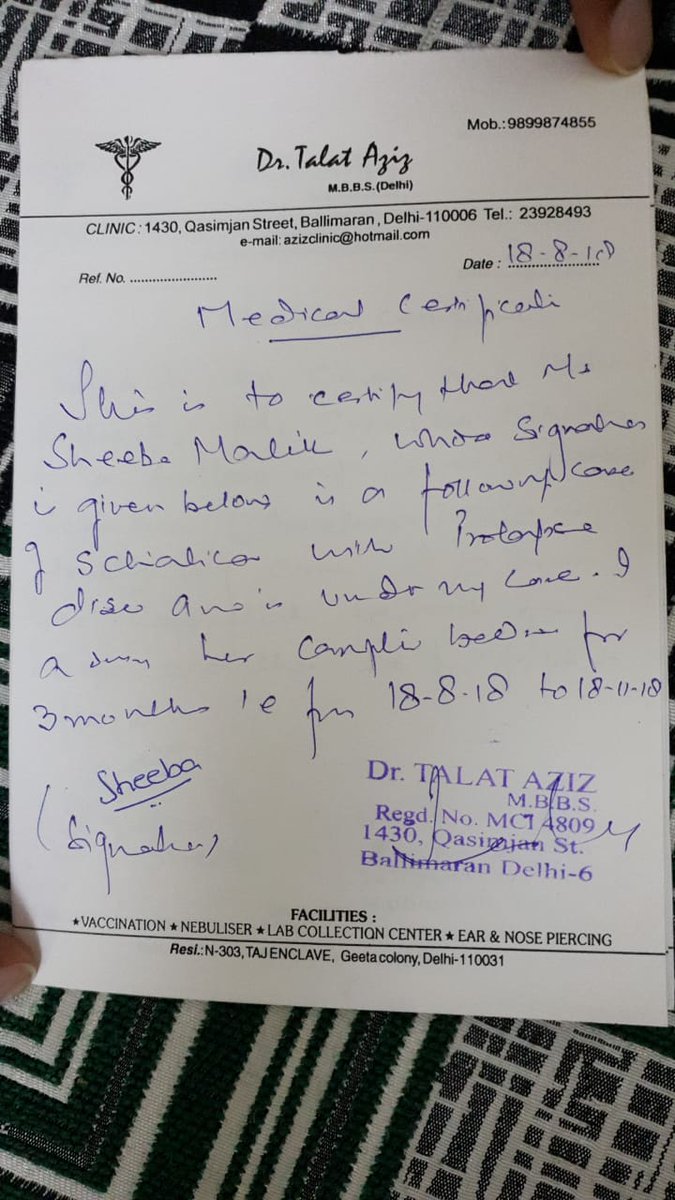 Mob.:9899874855
Dr. Talat Aziz
M.B.B.S. (Delhi)
CLINIC : 1430, Qasimjan Street, Ballimaran , Delhi-110006 Tel.: 23928493
e-mail: azizclinic@hotmail.com
Ref. No. ......................
Date : 18-8-18
Medical Certificate
This is to certify that Ms
Sheeba Malik, whose Signature
is given below is a followup case
of Sciatica with Prolapse
disc and is under my care. I
her complete bedrest for
3 months ie from 18-8-18 to 18-11-18
Sheeba
(Signature)
Dr. TALAT AZIZ
M.B.B.S.
Regd. No. MCI 4809
1430, Qasimjan St.
Ballimaran Delhi-6
FACILITIES :
★VACCINATION ★ NEBULISER ★ LAB COLLECTION CENTER ★ EAR & NOSE PIERCING
Resi.: N-303, TAJ ENCLAVE, Geeta colony, Delhi-110031